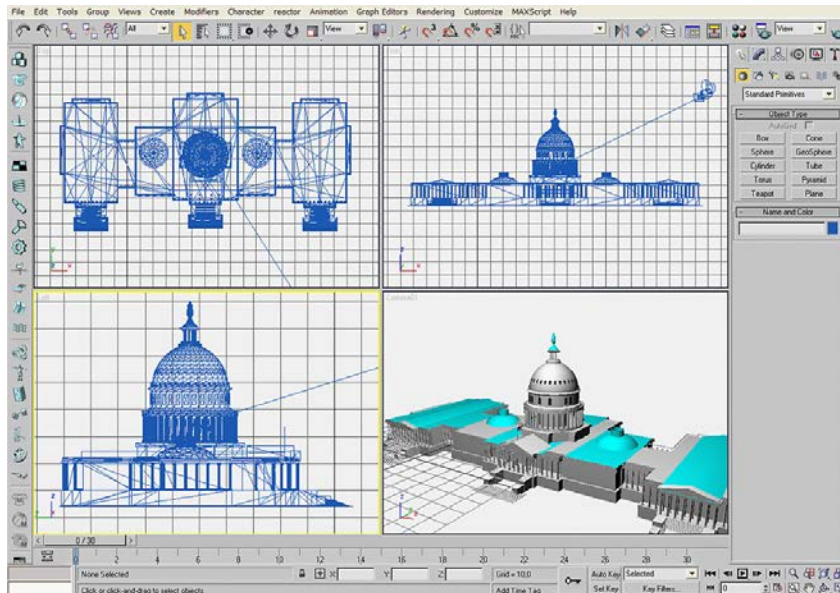 File Edit Tools Group Views Create Modifiers Character reactor Animation Graph Editors Rendering Customize MAXScript Help
All
View
View
Standard Primitives
Object Type
AutoGrid
Box Cone
Sphere GeoSphere
Cylinder Tube
Torus Pyramid
Teapot Plane
Name and Color
Camera01
0 / 30
0 2 4 6 8 10 12 14 16 18 20 22 24 26 28 30
None Selected X: Y: Z: Grid = 10,0 Auto Key Selected
Click or click-and-drag to select objects Add Time Tag Set Key Key Filters... 0